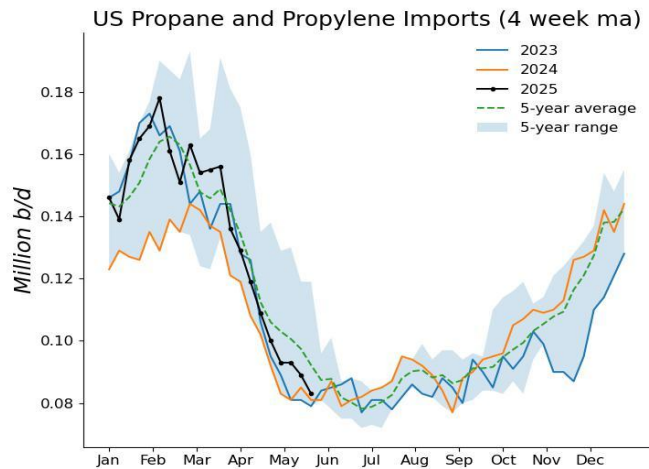 US Propane and Propylene Imports (4 week ma)
2023
2024
2025
5-year average
5-year range
Million b/d
0.18
0.16
0.14
0.12
0.10
0.08
Jan Feb Mar Apr May Jun Jul Aug Sep Oct Nov Dec